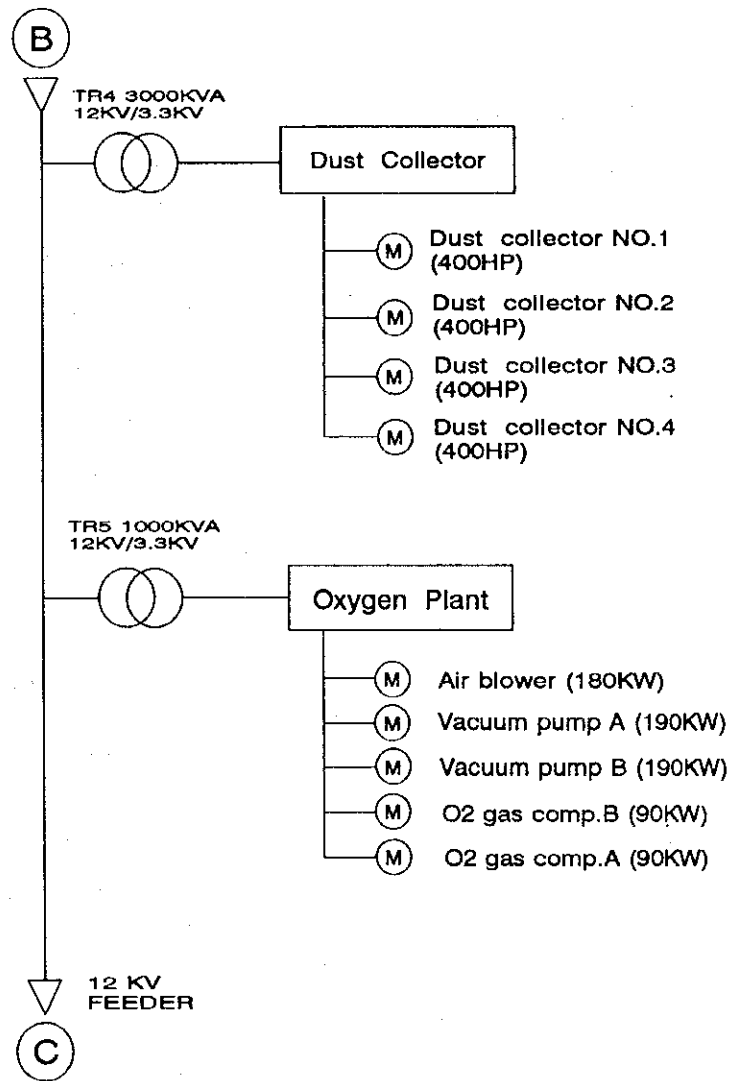 B
TR4 3000KVA
12KV/3.3KV
Dust Collector
M
Dust collector NO.1
(400HP)
M
Dust collector NO.2
(400HP)
M
Dust collector NO.3
(400HP)
M
Dust collector NO.4
(400HP)
TR5 1000KVA
12KV/3.3KV
Oxygen Plant
M Air blower (180KW)
M Vacuum pump A (190KW)
M Vacuum pump B (190KW)
M O2 gas comp.B (90KW)
M O2 gas comp.A (90KW)
12 KV
FEEDER
C